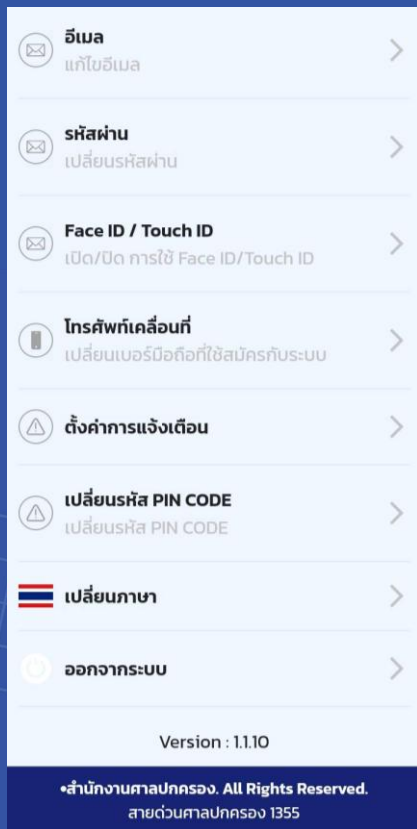 อีเมล
แก้ไขอีเมล
รหัสผ่าน
เปลี่ยนรหัสผ่าน
Face ID / Touch ID
เปิด/ปิด การใช้ Face ID/Touch ID
โทรศัพท์เคลื่อนที่
เปลี่ยนเบอร์มือถือที่ใช้สมัครกับระบบ
ตั้งค่าการแจ้งเตือน
เปลี่ยนรหัส PIN CODE
เปลี่ยนรหัส PIN CODE
เปลี่ยนภาษา
ออกจากระบบ
Version : 1.1.10
•สำนักงานศาลปกครอง. All Rights Reserved.
สายด่วนศาลปกครอง 1355